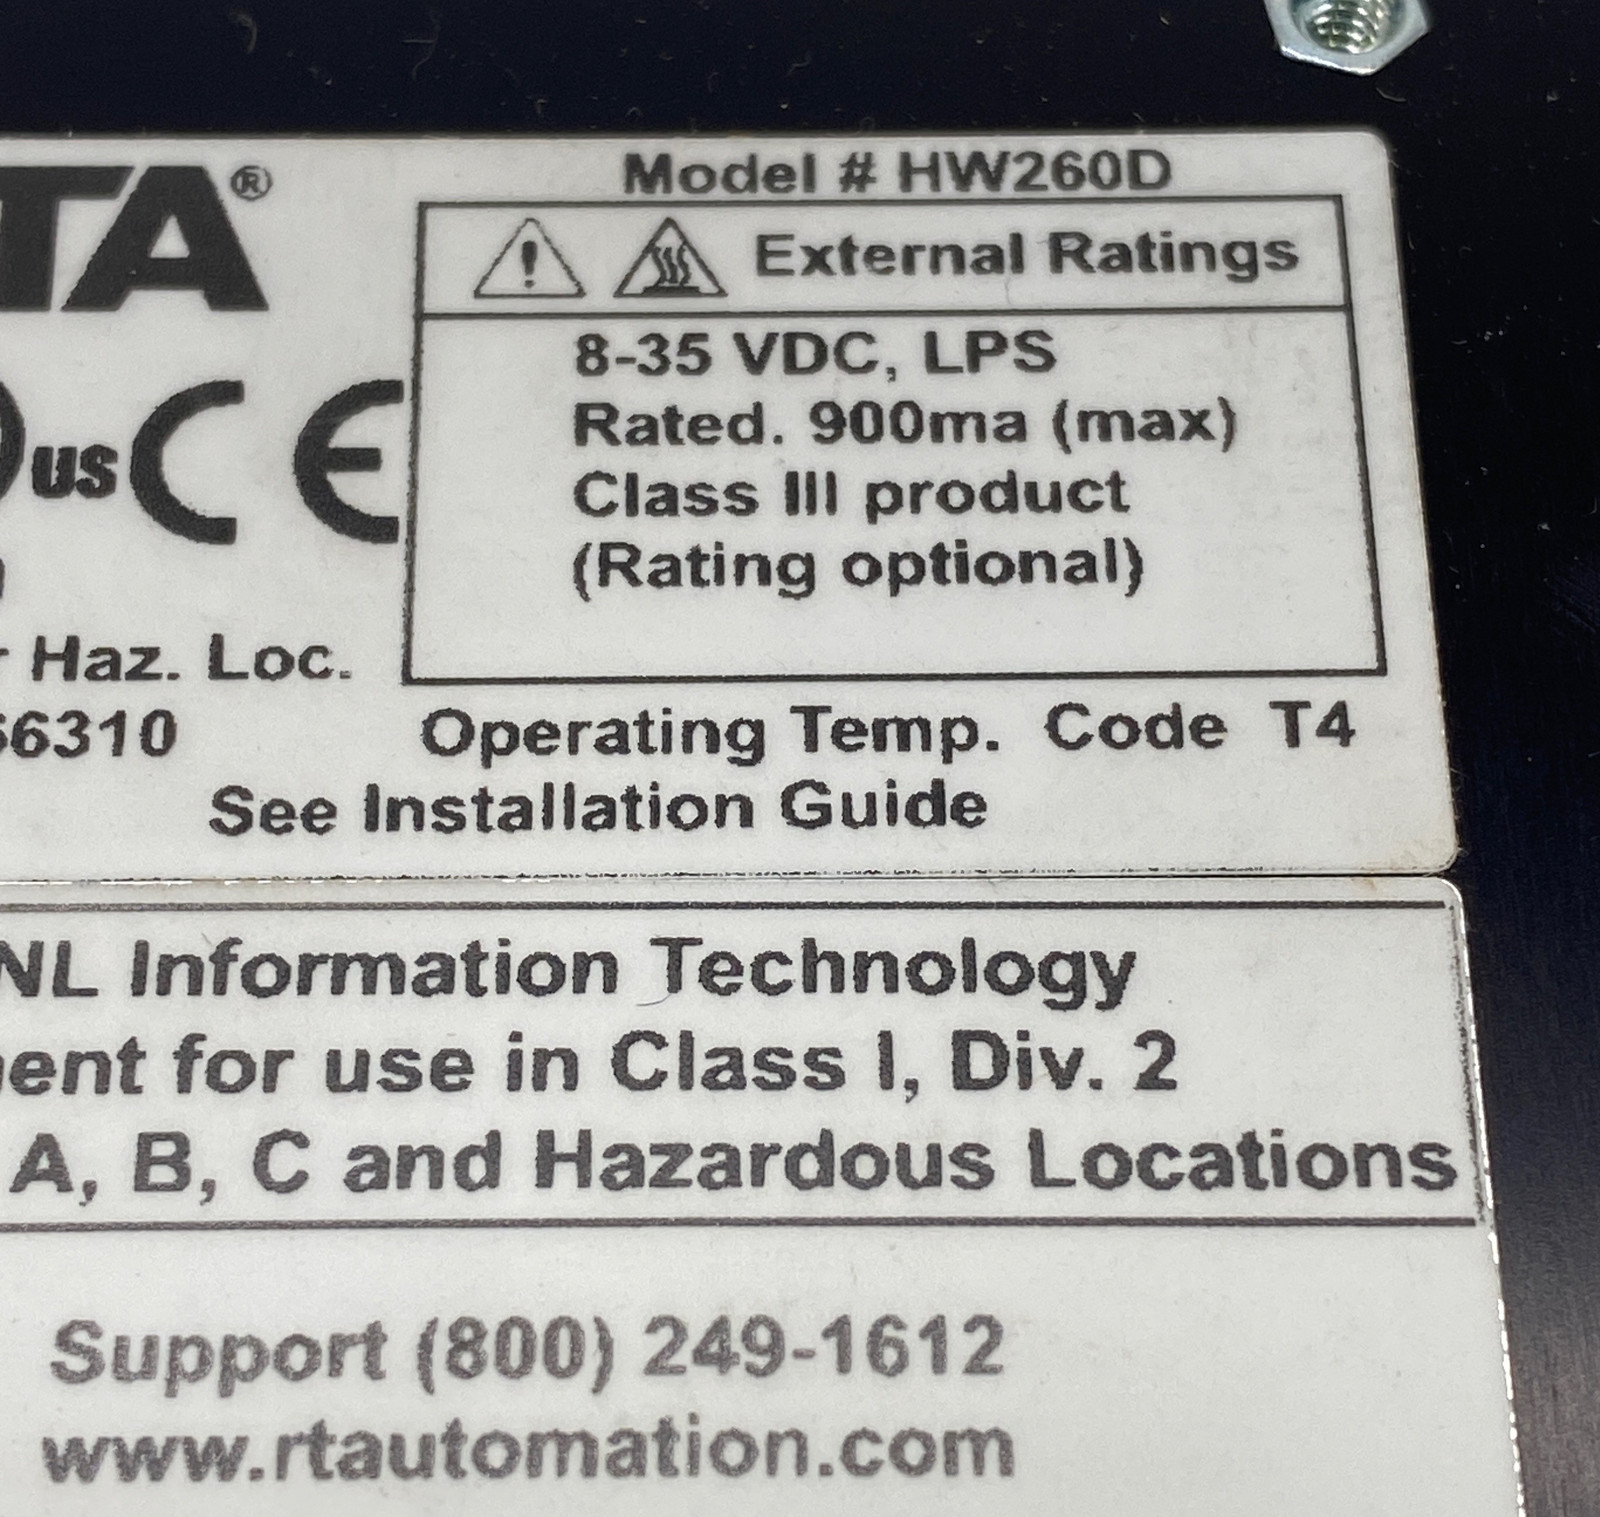 TA®
Model # HW260D
External Ratings
8-35 VDC, LPS
Rated. 900ma (max)
Class III product
(Rating optional)
US CE
Haz. Loc.
66310
Operating Temp. Code T4
See Installation Guide
NL Information Technology
ent for use in Class I, Div. 2
A, B, C and Hazardous Locations
Support (800) 249-1612
www.rtautomation.com